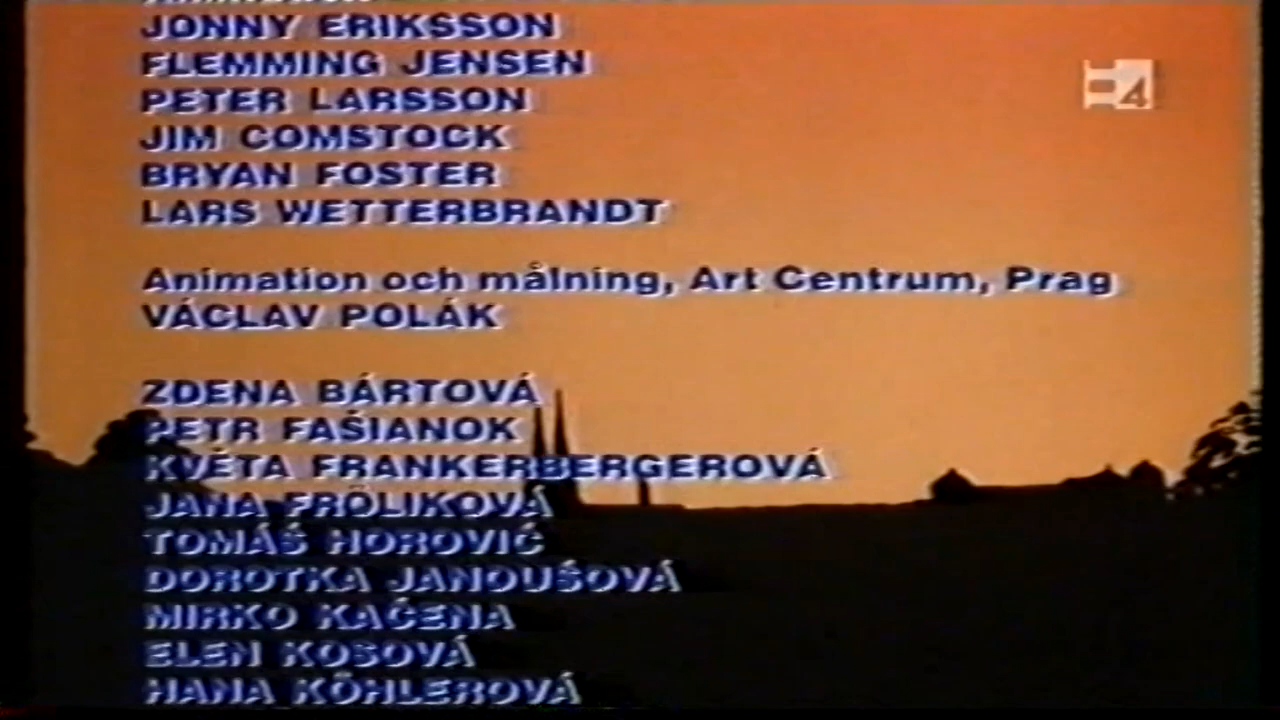 JONNY ERIKSSON
FLEMMING JENSEN
PETER LARSSON
JIM COMSTOCK
BRYAN FOSTER
LARS WETTERBRANDT
Animation och målning, Art Centrum, Prag
VÁCLAV POLÁK
ZDENA BÁRTOVÁ
PETR FAŠIANOK
KVĚTA FRANKERBERGEROVÁ
JANA FRÖLIKOVÁ
TOMÁŠ HOROVIČ
DOROTKA JANOUŠOVÁ
MIRKO KAČENA
ELEN KOSOVÁ
HANA KÖHLEROVÁ
4